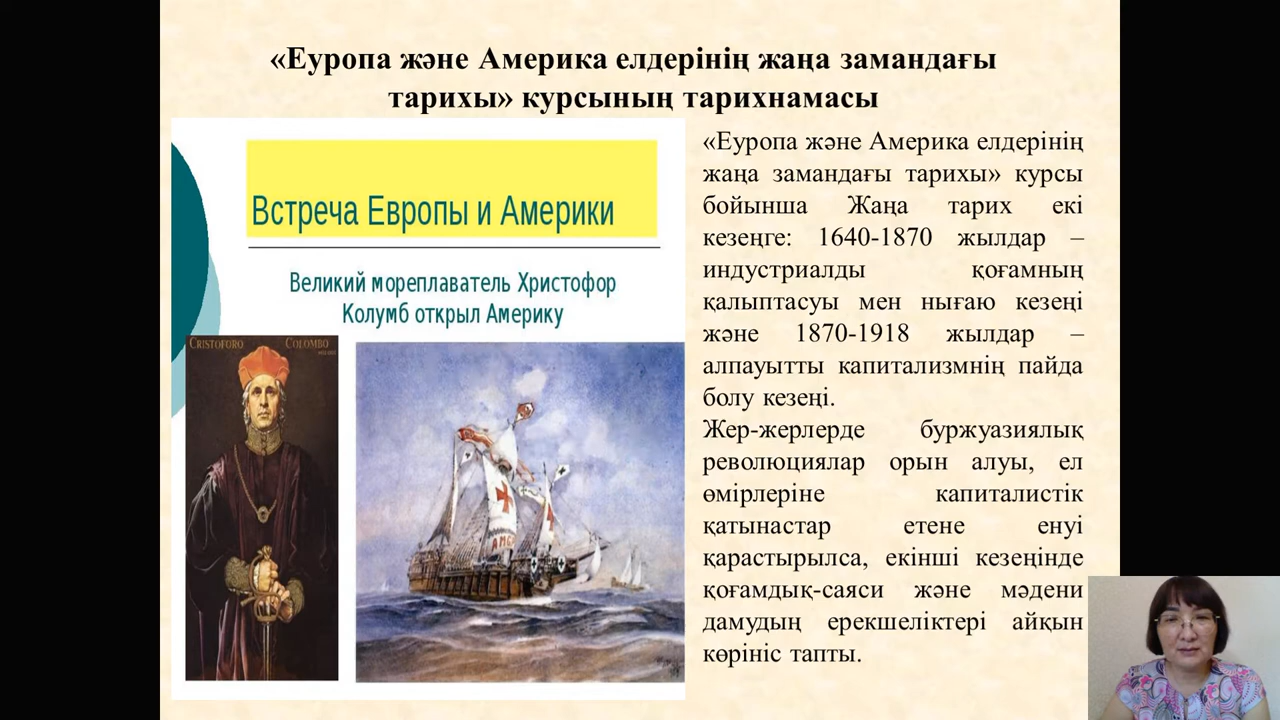 «Еуропа және Америка елдерінің жаңа замандағы
тарихы» курсының тарихнамасы
Встреча Европы и Америки
Великий мореплаватель Христофор
Колумб открыл Америку
CRISTOFORO COLOMBO
«Еуропа және Америка елдерінің
жаңа замандағы тарихы» курсы
бойынша Жаңа тарих екі
кезеңге: 1640-1870 жылдар –
индустриалды қоғамның
қалыптасуы мен нығаю кезеңі
және 1870-1918 жылдар –
алпауытты капитализмнің пайда
болу кезеңі.
Жер-жерлерде буржуазиялық
революциялар орын алуы, ел
өмірлеріне капиталистік
қатынастар етене енуі
қарастырылса, екінші кезеңінде
қоғамдық-саяси және мәдени
дамудың ерекшеліктері айқын
көрініс тапты.